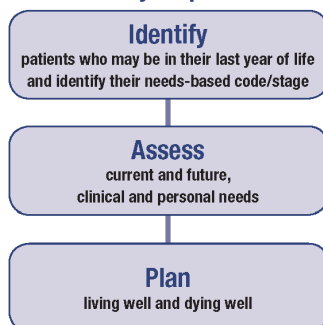 Identify
patients who may be in their last year of life
and identify their needs-based code/stage
Assess
current and future,
clinical and personal needs
Plan
living well and dying well